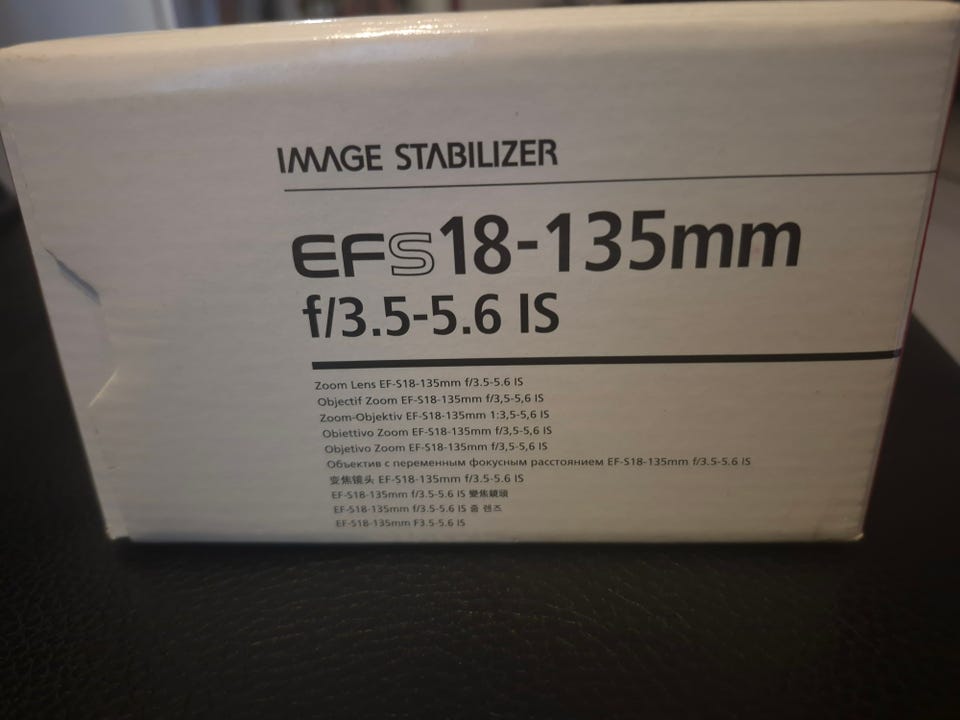 IMAGE STABILIZER
EFS18-135mm
f/3.5-5.6 IS
Zoom Lens EF-S18-135mm f/3.5-5.6 IS
Objectif Zoom EF-S18-135mm f/3,5-5,6 IS
Zoom-Objektiv EF-S18-135mm 1:3,5-5,6 IS
Obiettivo Zoom EF-S18-135mm f/3,5-5,6 IS
Objetivo Zoom EF-S18-135mm f/3,5-5,6 IS
Объектив с переменным фокусным расстоянием EF-S18-135mm f/3.5-5.6 IS
变焦镜头 EF-S18-135mm f/3.5-5.6 IS
EF-S18-135mm f/3.5-5.6 IS 變焦鏡頭
EF-S18-135mm f/3.5-5.6 IS 줌 렌즈
EF-S18-135mm F3.5-5.6 IS